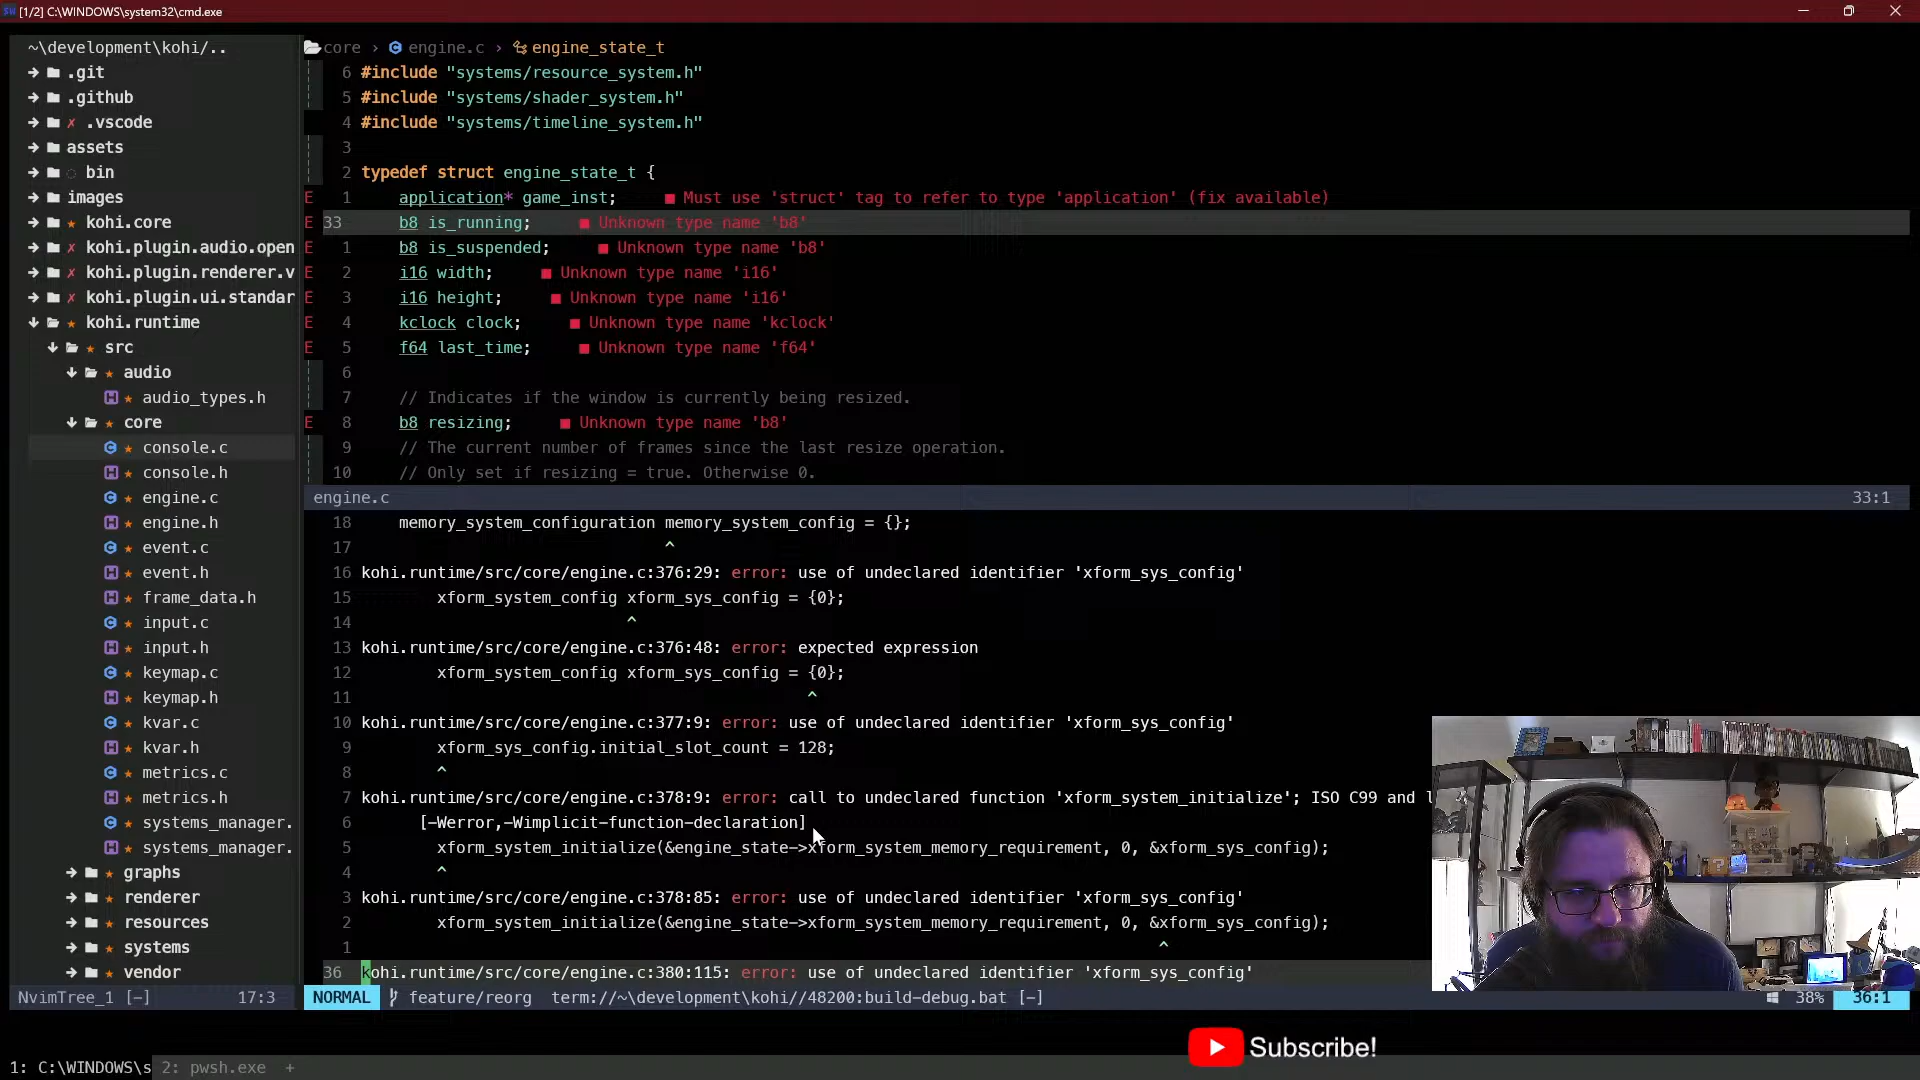 [1/2] C:\WINDOWS\system32\cmd.exe
~\development\kohi/..
.git
.github
.vscode
assets
bin
images
kohi.core
kohi.plugin.audio.open
kohi.plugin.renderer.v
kohi.plugin.ui.standar
kohi.runtime
src
audio
audio_types.h
core
console.c
console.h
engine.c
engine.h
event.c
event.h
frame_data.h
input.c
input.h
keymap.c
keymap.h
kvar.c
kvar.h
metrics.c
metrics.h
systems_manager.
systems_manager.
graphs
renderer
resources
systems
vendor
NvimTree_1 [-] 17:3
core > engine.c > engine_state_t
6 #include "systems/resource_system.h"
5 #include "systems/shader_system.h"
4 #include "systems/timeline_system.h"
3
2 typedef struct engine_state_t {
E 1 application* game_inst; ■ Must use 'struct' tag to refer to type 'application' (fix available)
E 33 b8 is_running; ■ Unknown type name 'b8'
E 1 b8 is_suspended; ■ Unknown type name 'b8'
E 2 i16 width; ■ Unknown type name 'i16'
E 3 i16 height; ■ Unknown type name 'i16'
E 4 kclock clock; ■ Unknown type name 'kclock'
E 5 f64 last_time; ■ Unknown type name 'f64'
6
7 // Indicates if the window is currently being resized.
E 8 b8 resizing; ■ Unknown type name 'b8'
9 // The current number of frames since the last resize operation.
10 // Only set if resizing = true. Otherwise 0.
engine.c 33:1
18 memory_system_configuration memory_system_config = {};
17 ^
16 kohi.runtime/src/core/engine.c:376:29: error: use of undeclared identifier 'xform_sys_config'
15 xform_system_config xform_sys_config = {0};
14 ^
13 kohi.runtime/src/core/engine.c:376:48: error: expected expression
12 xform_system_config xform_sys_config = {0};
11 ^
10 kohi.runtime/src/core/engine.c:377:9: error: use of undeclared identifier 'xform_sys_config'
9 xform_sys_config.initial_slot_count = 128;
8 ^
7 kohi.runtime/src/core/engine.c:378:9: error: call to undeclared function 'xform_system_initialize'; ISO C99 and l
6 [-Werror,-Wimplicit-function-declaration]
5 xform_system_initialize(&engine_state->xform_system_memory_requirement, 0, &xform_sys_config);
4 ^
3 kohi.runtime/src/core/engine.c:378:85: error: use of undeclared identifier 'xform_sys_config'
2 xform_system_initialize(&engine_state->xform_system_memory_requirement, 0, &xform_sys_config);
1 ^
36 kohi.runtime/src/core/engine.c:380:115: error: use of undeclared identifier 'xform_sys_config'
NORMAL feature/reorg term://~\development\kohi//48200:build-debug.bat [-] 38% 36:1
Subscribe!
1: C:\WINDOWS\s 2: pwsh.exe +